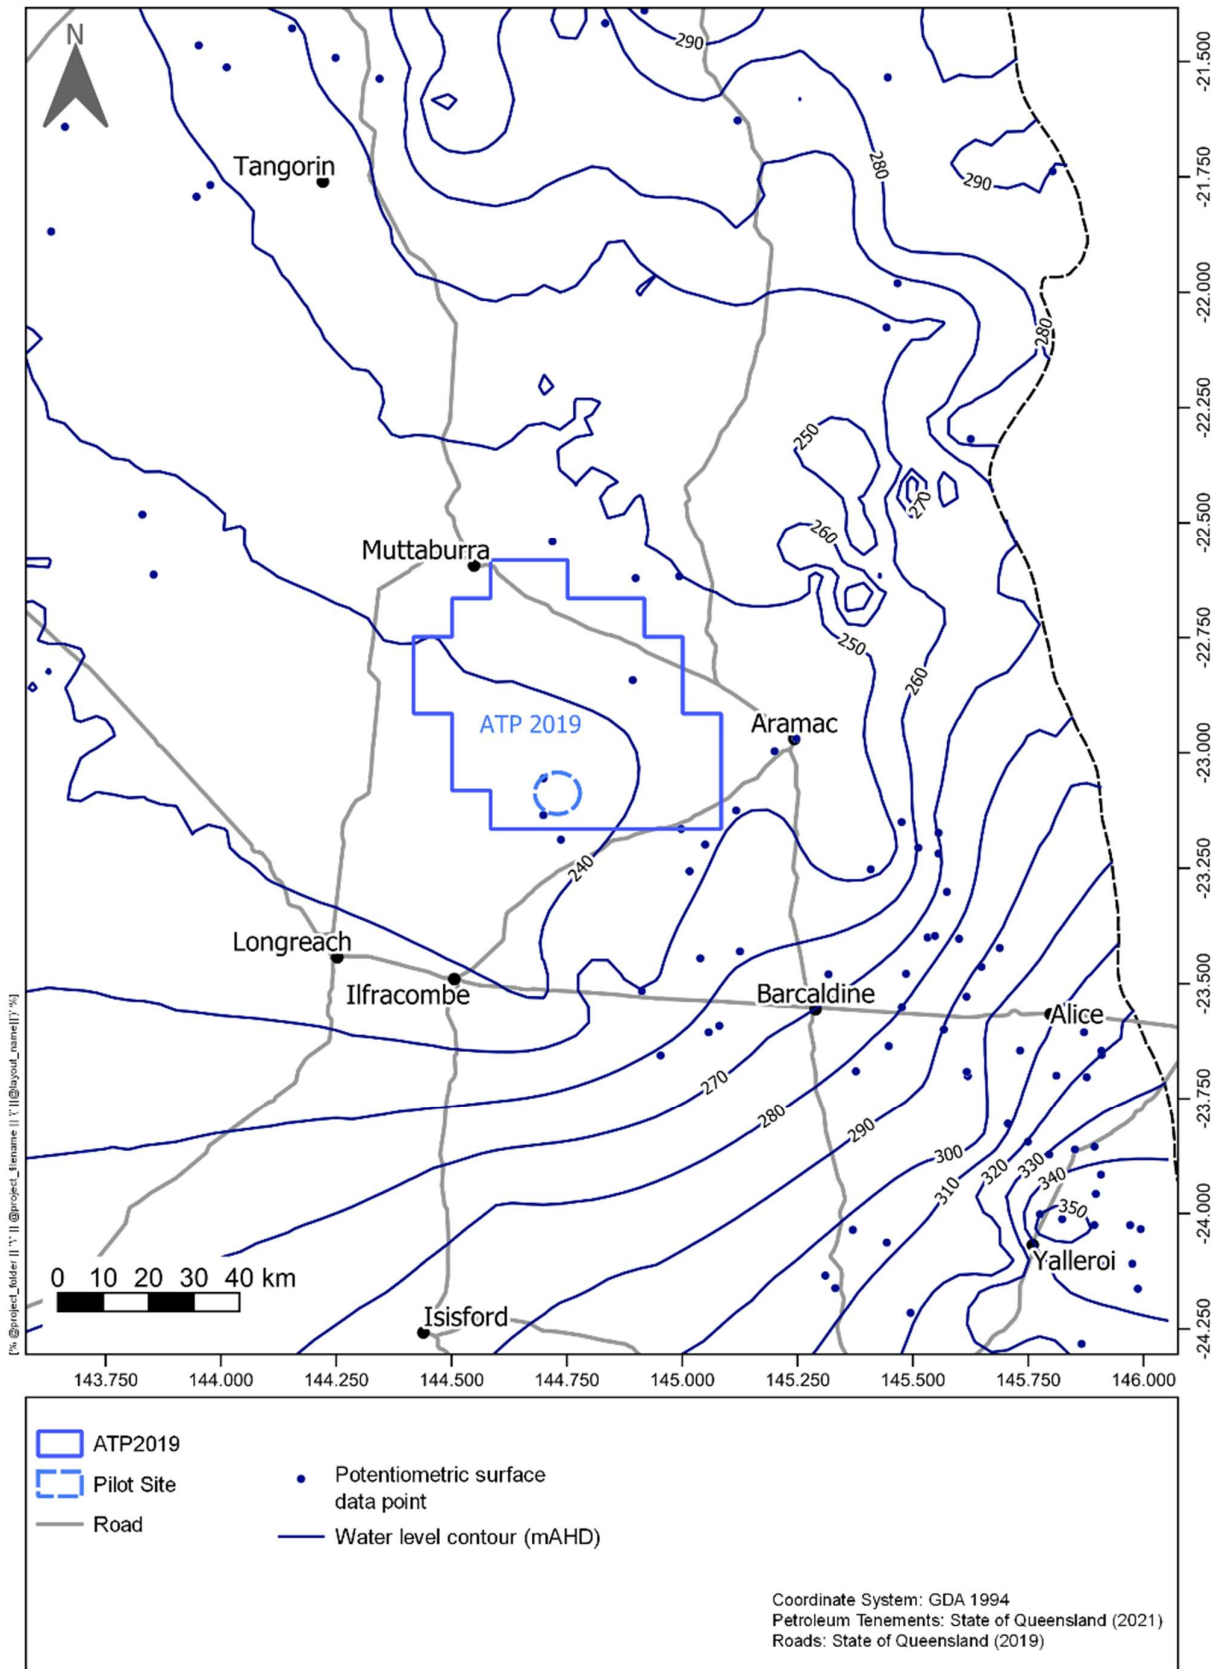 N
290
-21.500
280
Tangorin
-21.750
290
-22.000
280
-22.250
250
270
-22.500
260
Muttaburra
250
-22.750
260
ATP 2019
Aramac
-23.000
240
-23.250
Longreach
Ilfracombe
-23.500
Barcaldine
Alice
270
-23.750
280
290
300
320
330
340
310
350
-24.000
Yalleroi
0 10 20 30 40 km
Isisford
-24.250
143.750 144.000 144.250 144.500 144.750 145.000 145.250 145.500 145.750 146.000
ATP2019
Pilot Site
Road
Potentiometric surface
data point
Water level contour (mAHD)
Coordinate System: GDA 1994
Petroleum Tenements: State of Queensland (2021)
Roads: State of Queensland (2019)